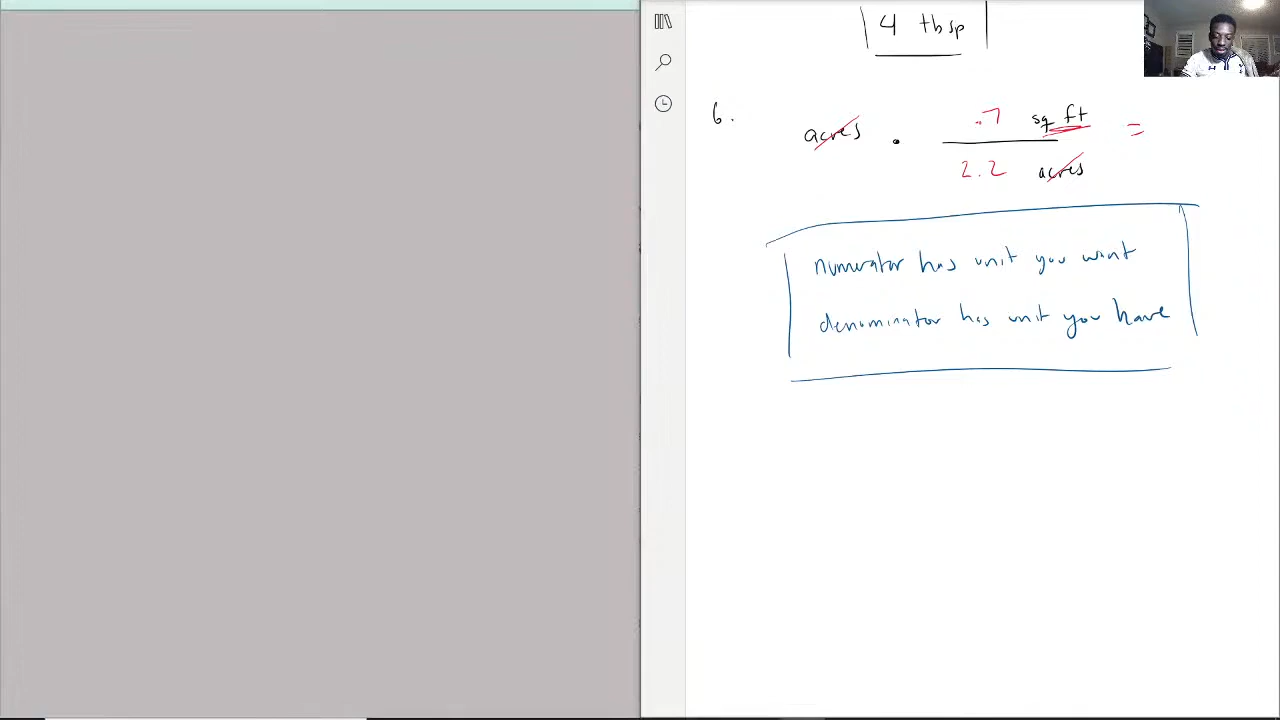 4 tbsp
6.
acres · .7 sq ft =
2.2 acres
numerator has unit you want
denominator has unit you have